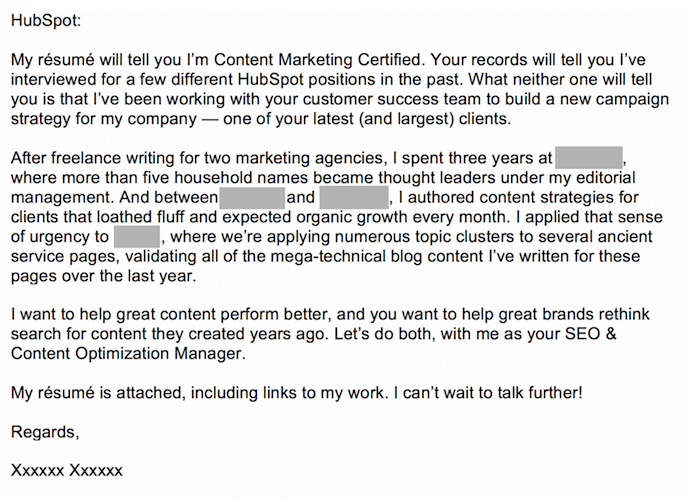 HubSpot:
My résumé will tell you I’m Content Marketing Certified. Your records will tell you I’ve
interviewed for a few different HubSpot positions in the past. What neither one will tell
you is that I’ve been working with your customer success team to build a new campaign
strategy for my company — one of your latest (and largest) clients.
After freelance writing for two marketing agencies, I spent three years at ,
where more than five household names became thought leaders under my editorial
management. And between and , I authored content strategies for
clients that loathed fluff and expected organic growth every month. I applied that sense
of urgency to , where we’re applying numerous topic clusters to several ancient
service pages, validating all of the mega-technical blog content I’ve written for these
pages over the last year.
I want to help great content perform better, and you want to help great brands rethink
search for content they created years ago. Let’s do both, with me as your SEO &
Content Optimization Manager.
My résumé is attached, including links to my work. I can’t wait to talk further!
Regards,
Xxxxxx Xxxxxx